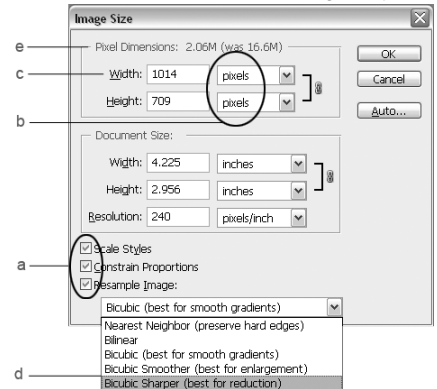 Image Size
e Pixel Dimensions: 2.06M (was 16.6M) OK
c Width: 1014 pixels Cancel
Height: 709 pixels Auto...
b
Document Size:
Width: 4.225 inches
Height: 2.956 inches
Resolution: 240 pixels/inch
Scale Styles
a Constrain Proportions
Resample Image:
Bicubic (best for smooth gradients)
Nearest Neighbor (preserve hard edges)
Bilinear
Bicubic (best for smooth gradients)
Bicubic Smoother (best for enlargement)
d Bicubic Sharper (best for reduction)